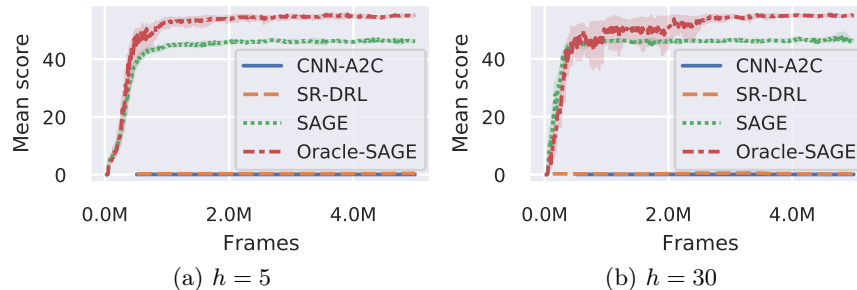 Mean score
40
20
0
CNN-A2C
SR-DRL
SAGE
Oracle-SAGE
0.0M 2.0M 4.0M
Frames
(a) h = 5
Mean score
40
20
0
CNN-A2C
SR-DRL
SAGE
Oracle-SAGE
0.0M 2.0M 4.0M
Frames
(b) h = 30